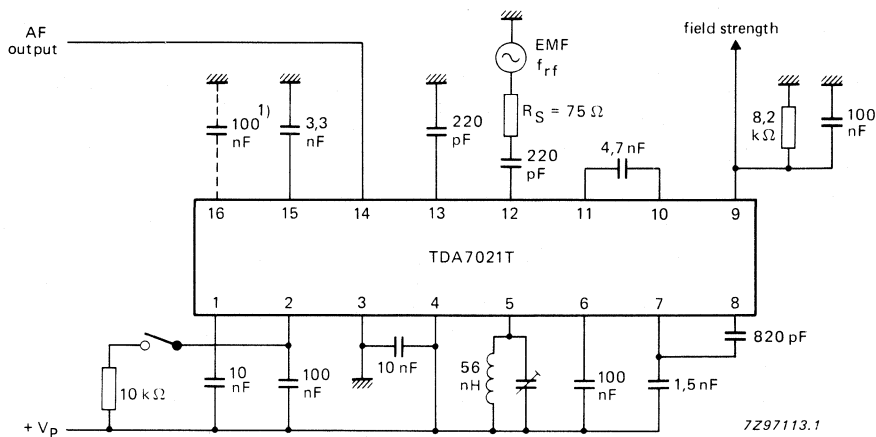 AF
output
EMF
f rf
R S = 75 Ω
field strength
100 1)
nF
3,3
nF
220
pF
220
pF
4,7 nF
8,2
kΩ
100
nF
16 15 14 13 12 11 10 9
TDA7021T
1 2 3 4 5 6 7 8
10 kΩ
10
nF
100
nF
10 nF
56
nH
100
nF
1,5 nF
820 pF
+ VP
7Z97113.1